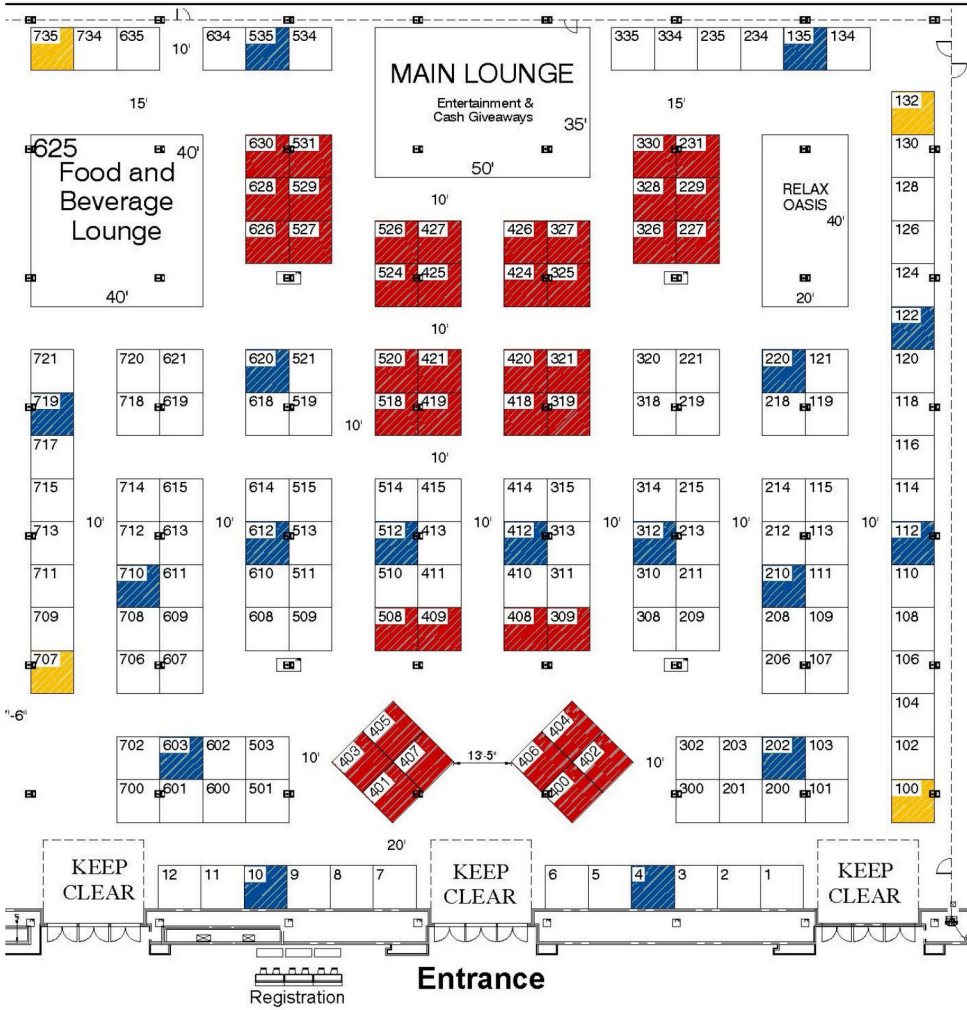 735 734 635 10' 634 535 534 335 334 235 234 135 134
MAIN LOUNGE
Entertainment &
Cash Giveaways
35'
50'
15' 15'
132
625 40'
Food and
Beverage
Lounge
40'
630 531 330 231 130
628 529 328 229 128
626 527 326 227 126
RELAX
OASIS
40'
20'
10'
526 427 426 327
524 425 424 325 124
10'
122
721 720 621 620 521 520 421 420 321 320 221 220 121 120
719 718 619 618 519 518 419 418 319 318 219 218 119 118
10'
717 10' 116
715 714 615 614 515 514 415 414 315 314 215 214 115 114
713 10' 712 613 10' 612 513 512 413 10' 412 313 10' 312 213 10' 212 113 10' 112
711 710 611 610 511 510 411 410 311 310 211 210 111 110
709 708 609 608 509 508 409 408 309 308 209 208 109 108
707 706 607 206 107 106
104
"-6"
405 404
403 407 406 402
401 400
13'-5"
702 603 602 503 10' 10' 302 203 202 103 102
700 601 600 501 300 201 200 101 100
20'
KEEP
CLEAR
12 11 10 9 8 7
KEEP
CLEAR
6 5 4 3 2 1
KEEP
CLEAR
Entrance
Registration